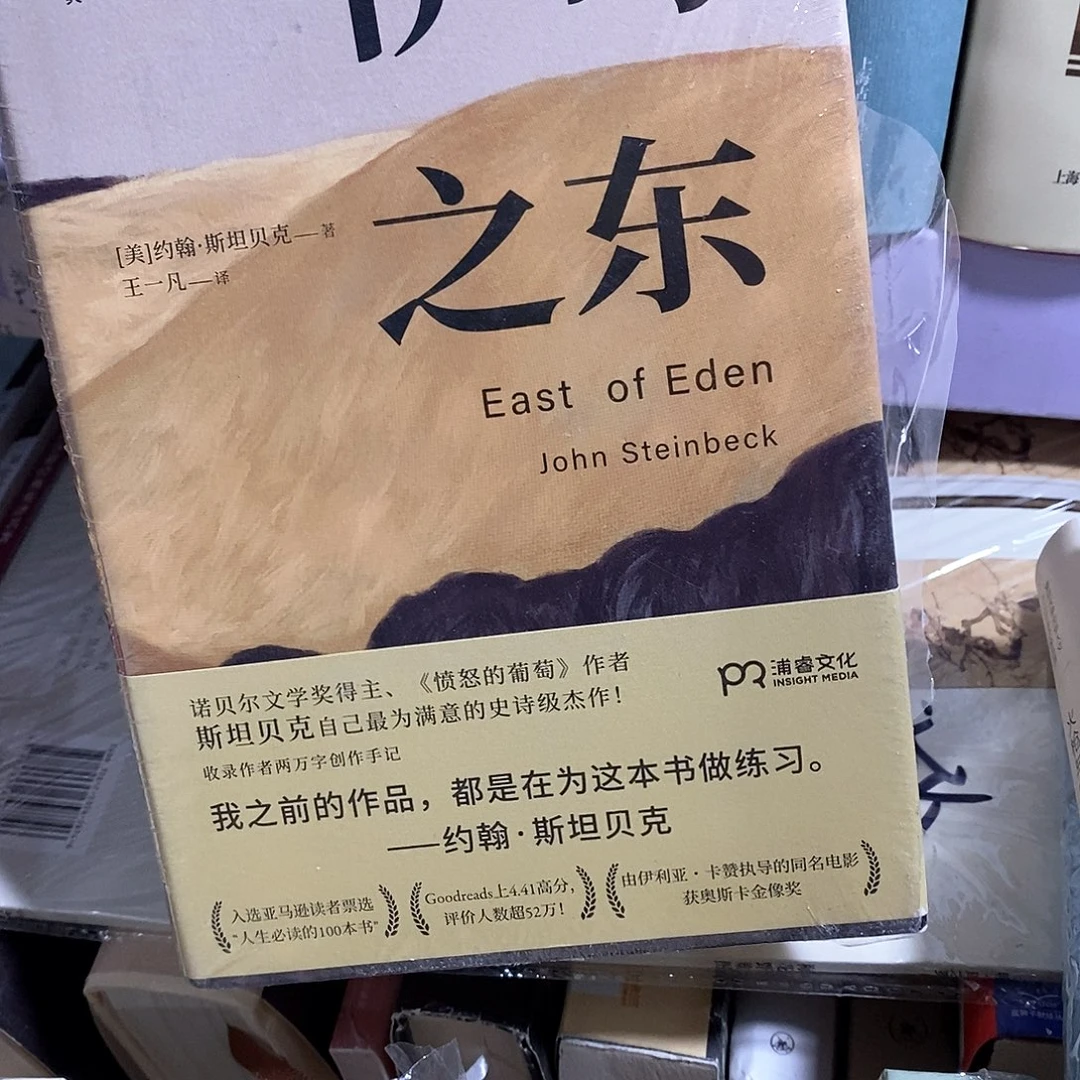 之东
[美]约翰·斯坦贝克—著
王一凡—译
East of Eden
John Steinbeck
诺贝尔文学奖得主、《愤怒的葡萄》作者
斯坦贝克自己最为满意的史诗级杰作！
收录作者两万字创作手记
浦睿文化
INSIGHT MEDIA
我之前的作品，都是在为这本书做练习。
——约翰·斯坦贝克
入选亚马逊读者票选
“人生必读的100本书”
Goodreads上4.41高分，
评价人数超52万！
由伊利亚·卡赞执导的同名电影
获奥斯卡金像奖
上海